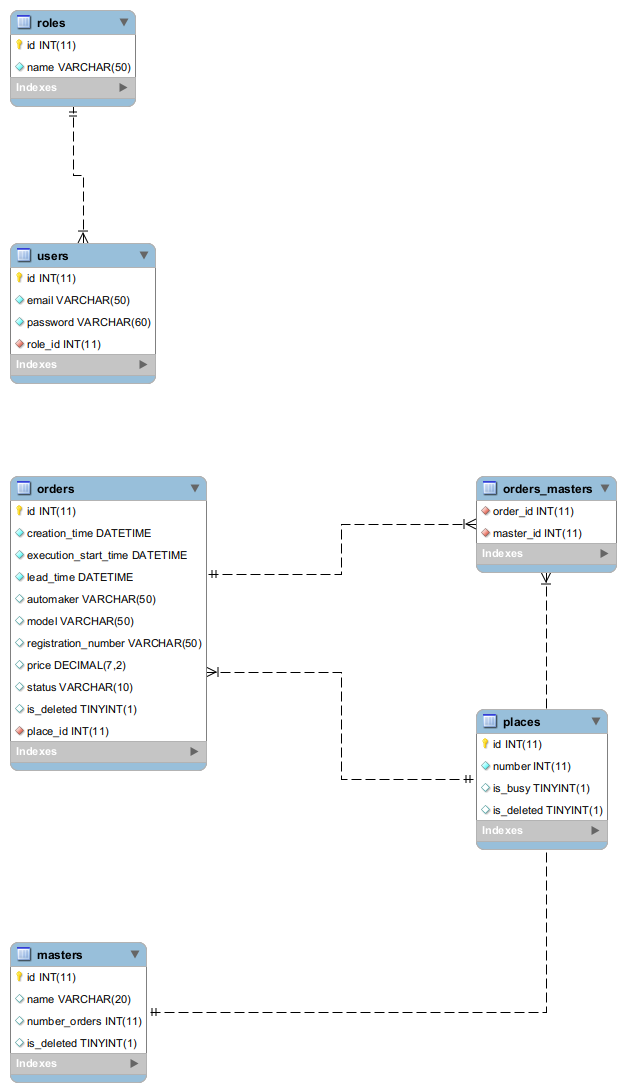 roles
id INT(11)
name VARCHAR(50)
Indexes
users
id INT(11)
email VARCHAR(50)
password VARCHAR(60)
role_id INT(11)
Indexes
orders
id INT(11)
creation_time DATETIME
execution_start_time DATETIME
lead_time DATETIME
automaker VARCHAR(50)
model VARCHAR(50)
registration_number VARCHAR(50)
price DECIMAL(7,2)
status VARCHAR(10)
is_deleted TINYINT(1)
place_id INT(11)
Indexes
orders_masters
order_id INT(11)
master_id INT(11)
Indexes
places
id INT(11)
number INT(11)
is_busy TINYINT(1)
is_deleted TINYINT(1)
Indexes
masters
id INT(11)
name VARCHAR(20)
number_orders INT(11)
is_deleted TINYINT(1)
Indexes